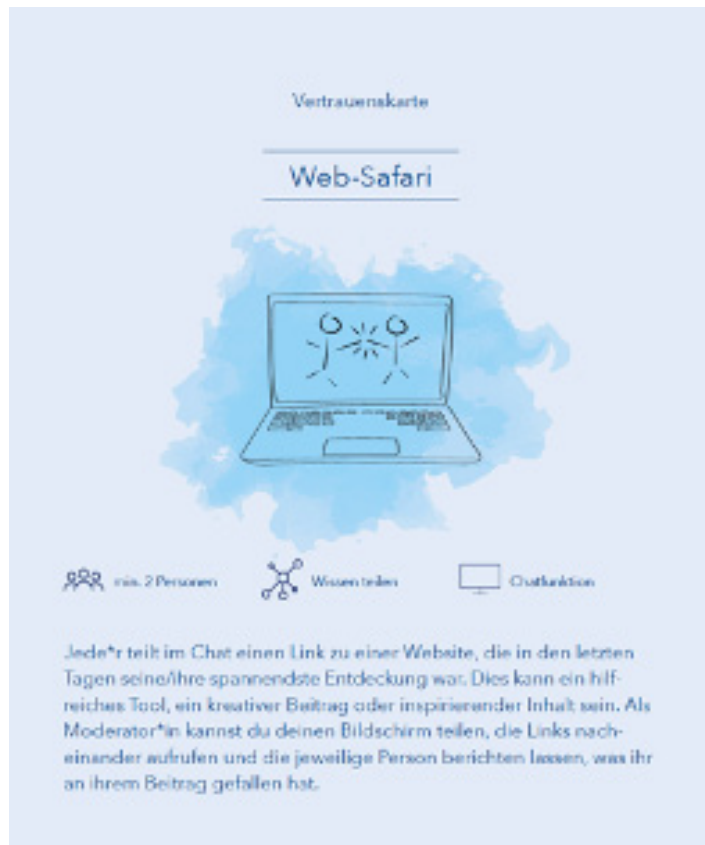 Vertrauenskarte
Web-Safari
min. 2 Personen
Wissen teilen
Chatfunktion
Jede*r teilt im Chat einen Link zu einer Website, die in den letzten
Tagen seine/ihre spannendste Entdeckung war. Dies kann ein hilf-
reiches Tool, ein kreativer Beitrag oder inspirierender Inhalt sein. Als
Moderator*in kannst du deinen Bildschirm teilen, die Links nach-
einander aufrufen und die jeweilige Person berichten lassen, was ihr
an ihrem Beitrag gefallen hat.